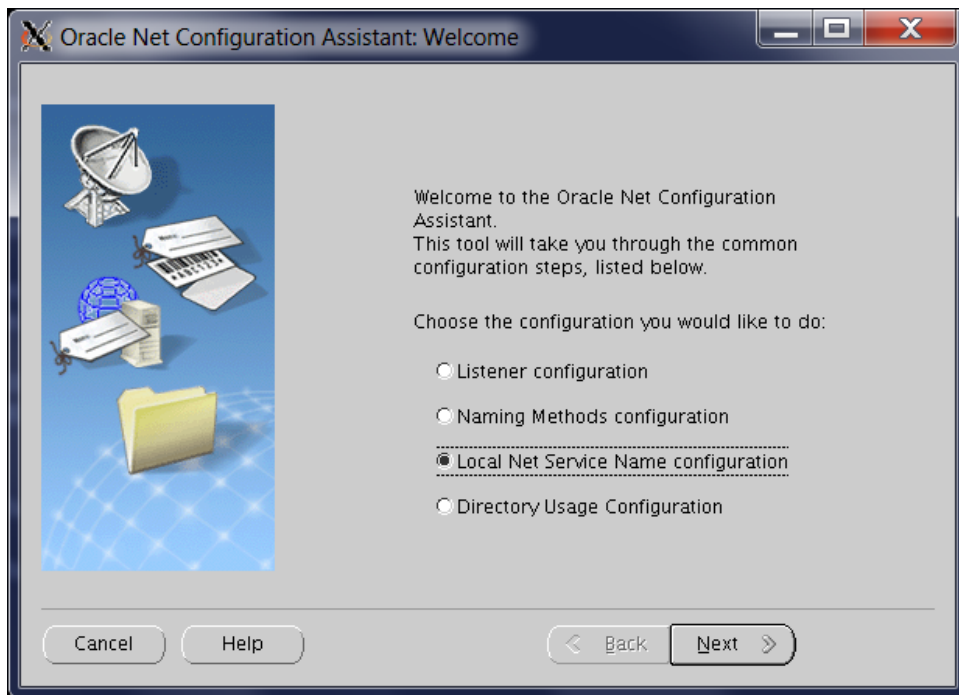 Oracle Net Configuration Assistant: Welcome
Welcome to the Oracle Net Configuration
Assistant.
This tool will take you through the common
configuration steps, listed below.
Choose the configuration you would like to do:
Listener configuration
Naming Methods configuration
Local Net Service Name configuration
Directory Usage Configuration
Cancel
Help
Back
Next